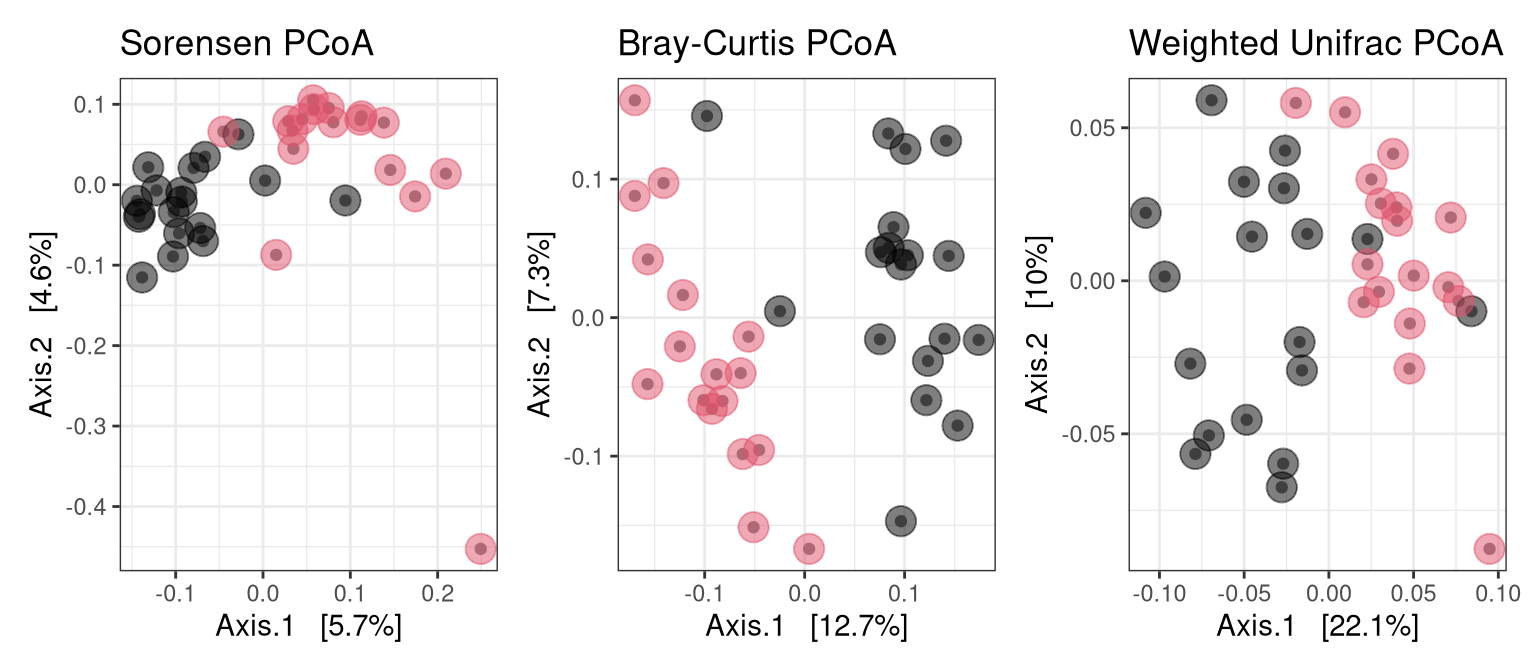 Sorensen PCoA
Axis.2 [4.6%]
0.1
0.0
-0.1
-0.2
-0.3
-0.4
-0.1 0.0 0.1 0.2
Axis.1 [5.7%]
Bray-Curtis PCoA
Axis.2 [7.3%]
0.1
0.0
-0.1
-0.1 0.0 0.1
Axis.1 [12.7%]
Weighted Unifrac PCoA
Axis.2 [10%]
0.05
0.00
-0.05
-0.10 -0.05 0.00 0.05 0.10
Axis.1 [22.1%]